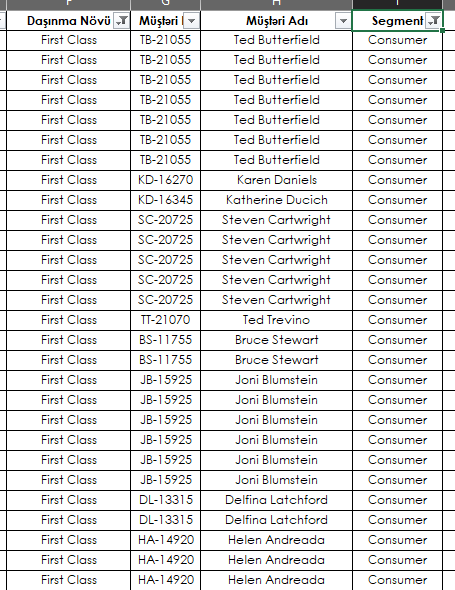 G H
Daşınma Növü Müştəri Müştəri Adı Segment
First Class TB-21055 Ted Butterfield Consumer
First Class TB-21055 Ted Butterfield Consumer
First Class TB-21055 Ted Butterfield Consumer
First Class TB-21055 Ted Butterfield Consumer
First Class TB-21055 Ted Butterfield Consumer
First Class TB-21055 Ted Butterfield Consumer
First Class TB-21055 Ted Butterfield Consumer
First Class KD-16270 Karen Daniels Consumer
First Class KD-16345 Katherine Ducich Consumer
First Class SC-20725 Steven Cartwright Consumer
First Class SC-20725 Steven Cartwright Consumer
First Class SC-20725 Steven Cartwright Consumer
First Class SC-20725 Steven Cartwright Consumer
First Class SC-20725 Steven Cartwright Consumer
First Class TT-21070 Ted Trevino Consumer
First Class BS-11755 Bruce Stewart Consumer
First Class BS-11755 Bruce Stewart Consumer
First Class JB-15925 Joni Blumstein Consumer
First Class JB-15925 Joni Blumstein Consumer
First Class JB-15925 Joni Blumstein Consumer
First Class JB-15925 Joni Blumstein Consumer
First Class JB-15925 Joni Blumstein Consumer
First Class JB-15925 Joni Blumstein Consumer
First Class DL-13315 Delfina Latchford Consumer
First Class DL-13315 Delfina Latchford Consumer
First Class HA-14920 Helen Andreada Consumer
First Class HA-14920 Helen Andreada Consumer
First Class HA-14920 Helen Andreada Consumer